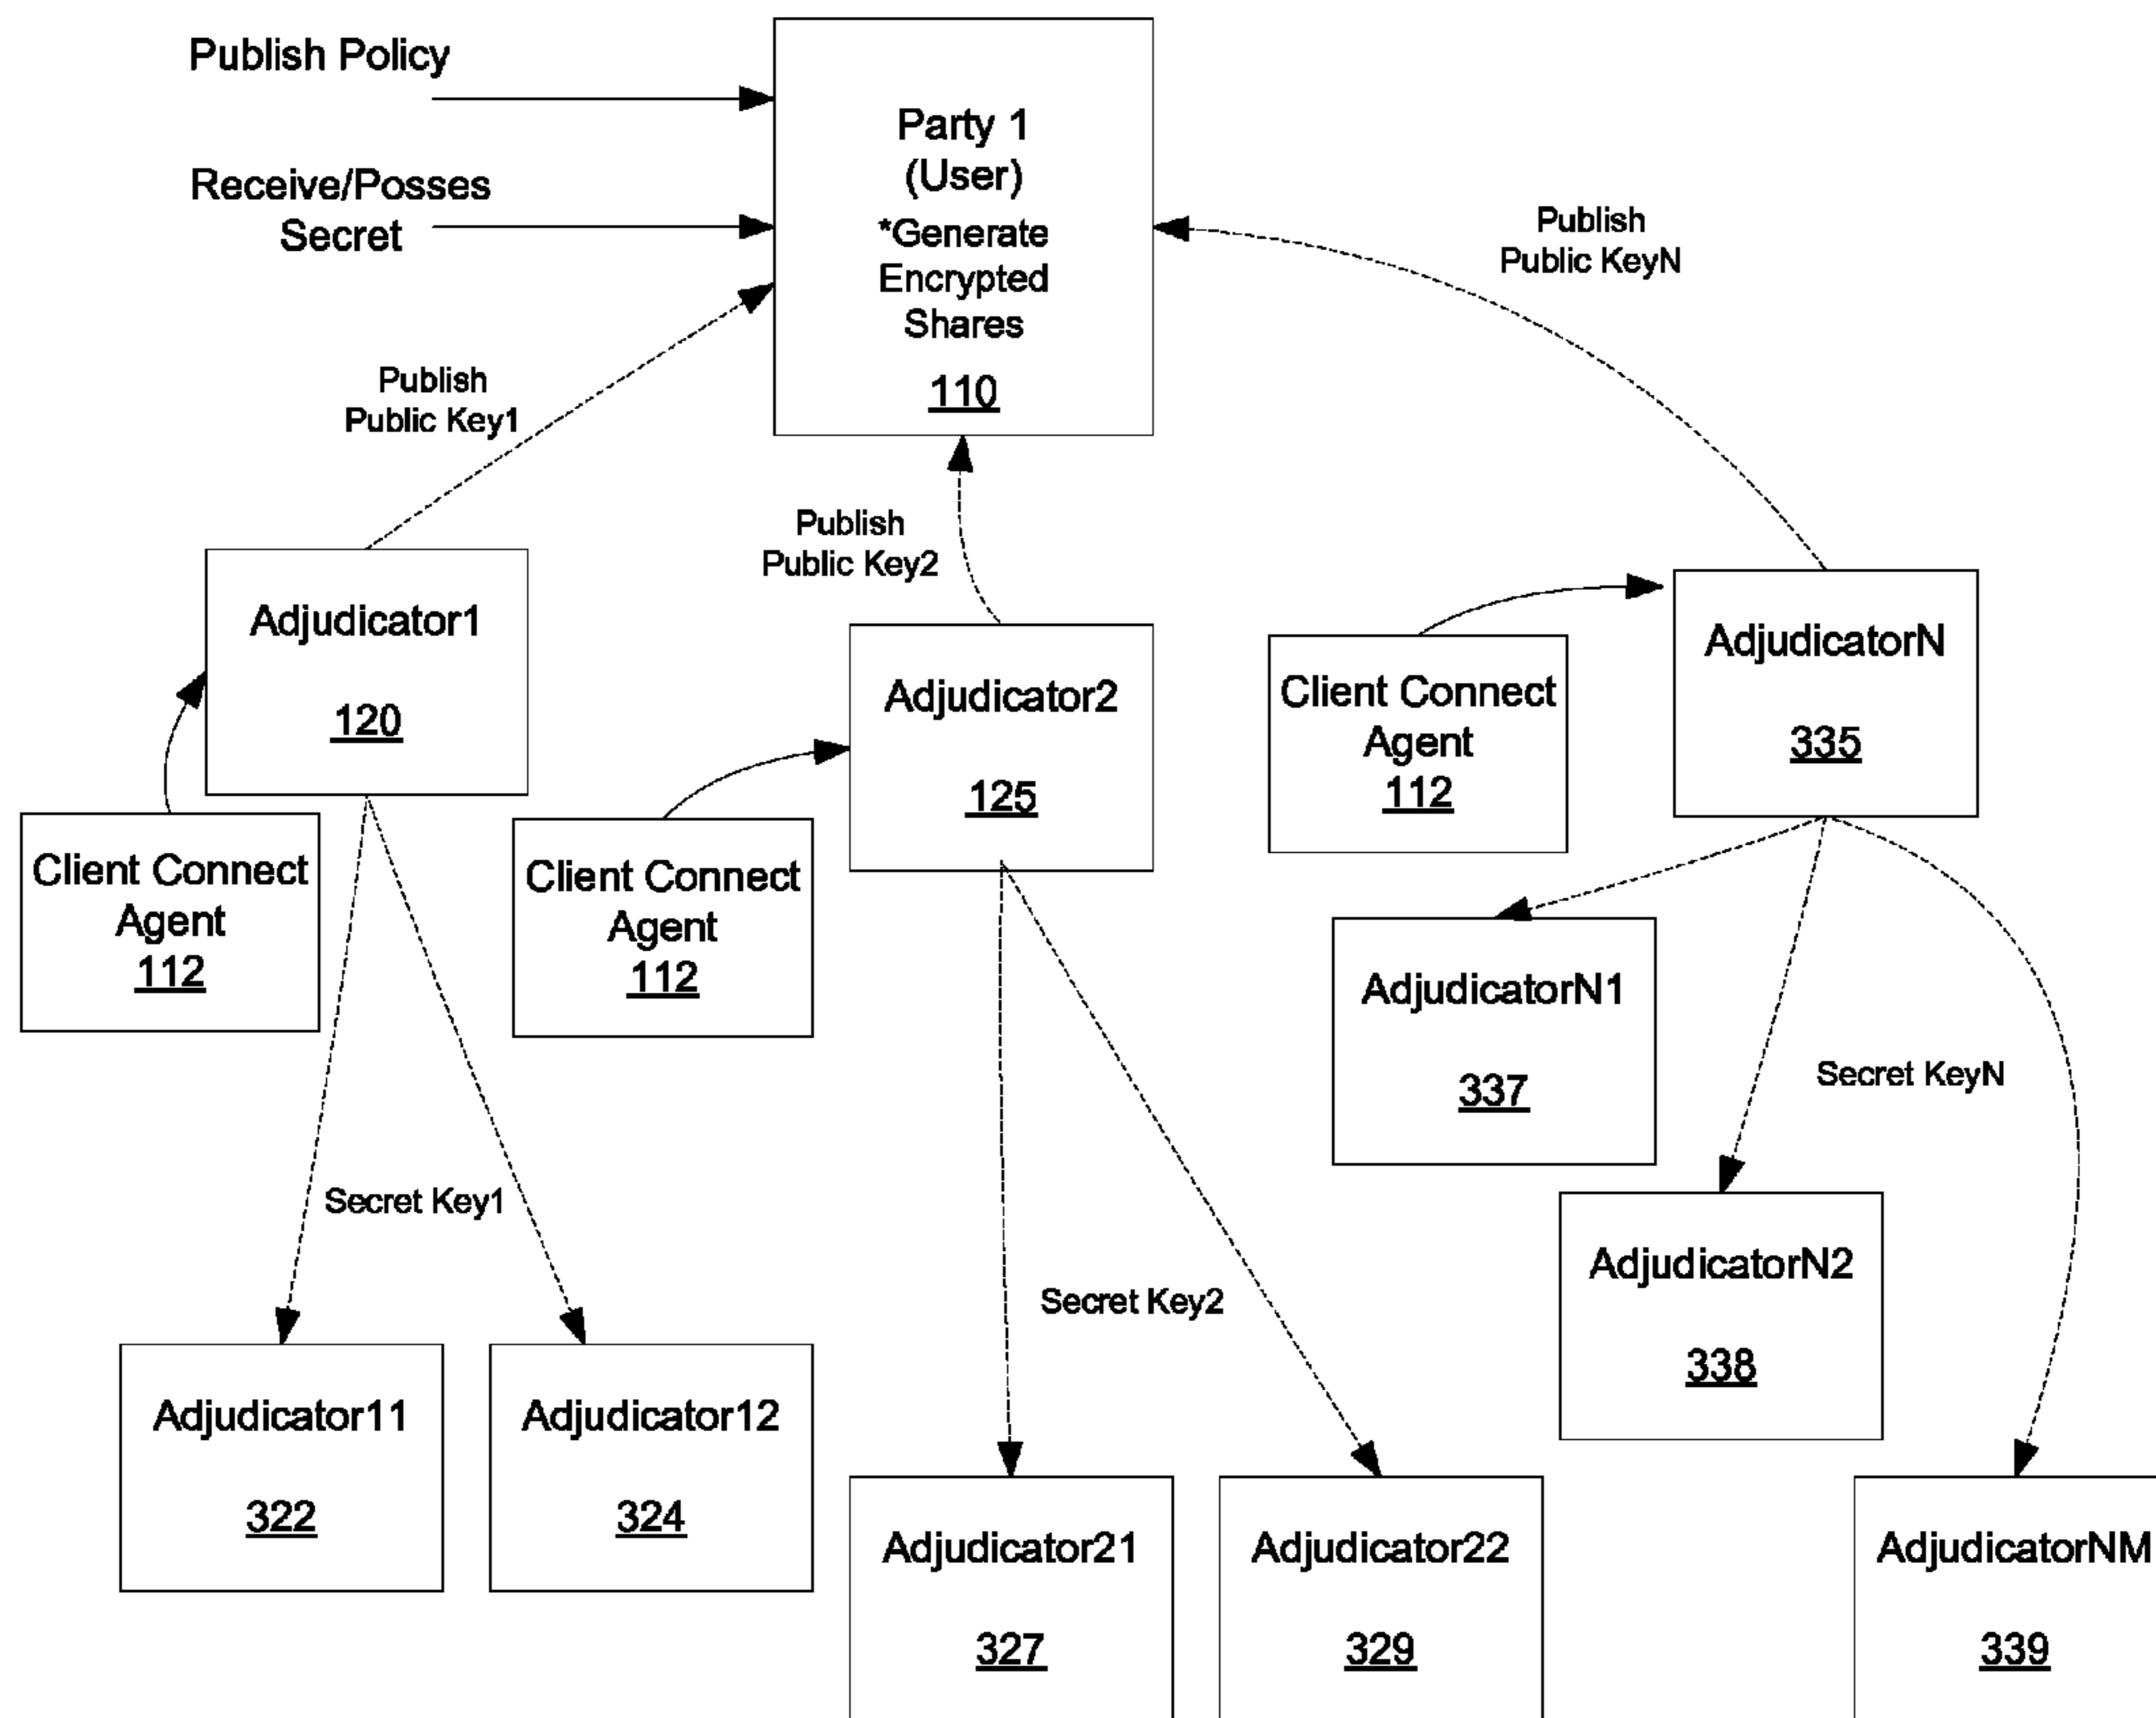 Publish Policy
Receive/Posses
Secret
Party 1
(User)
*Generate
Encrypted
Shares
110
Publish
Public KeyN
Publish
Public Key1
Publish
Public Key2
Adjudicator1
120
Adjudicator2
125
Client Connect
Agent
112
AdjudicatorN
335
Client Connect
Agent
112
Client Connect
Agent
112
AdjudicatorN1
337
Secret KeyN
Secret Key1
AdjudicatorN2
338
Secret Key2
Adjudicator11
322
Adjudicator12
324
Adjudicator21
327
Adjudicator22
329
AdjudicatorNM
339